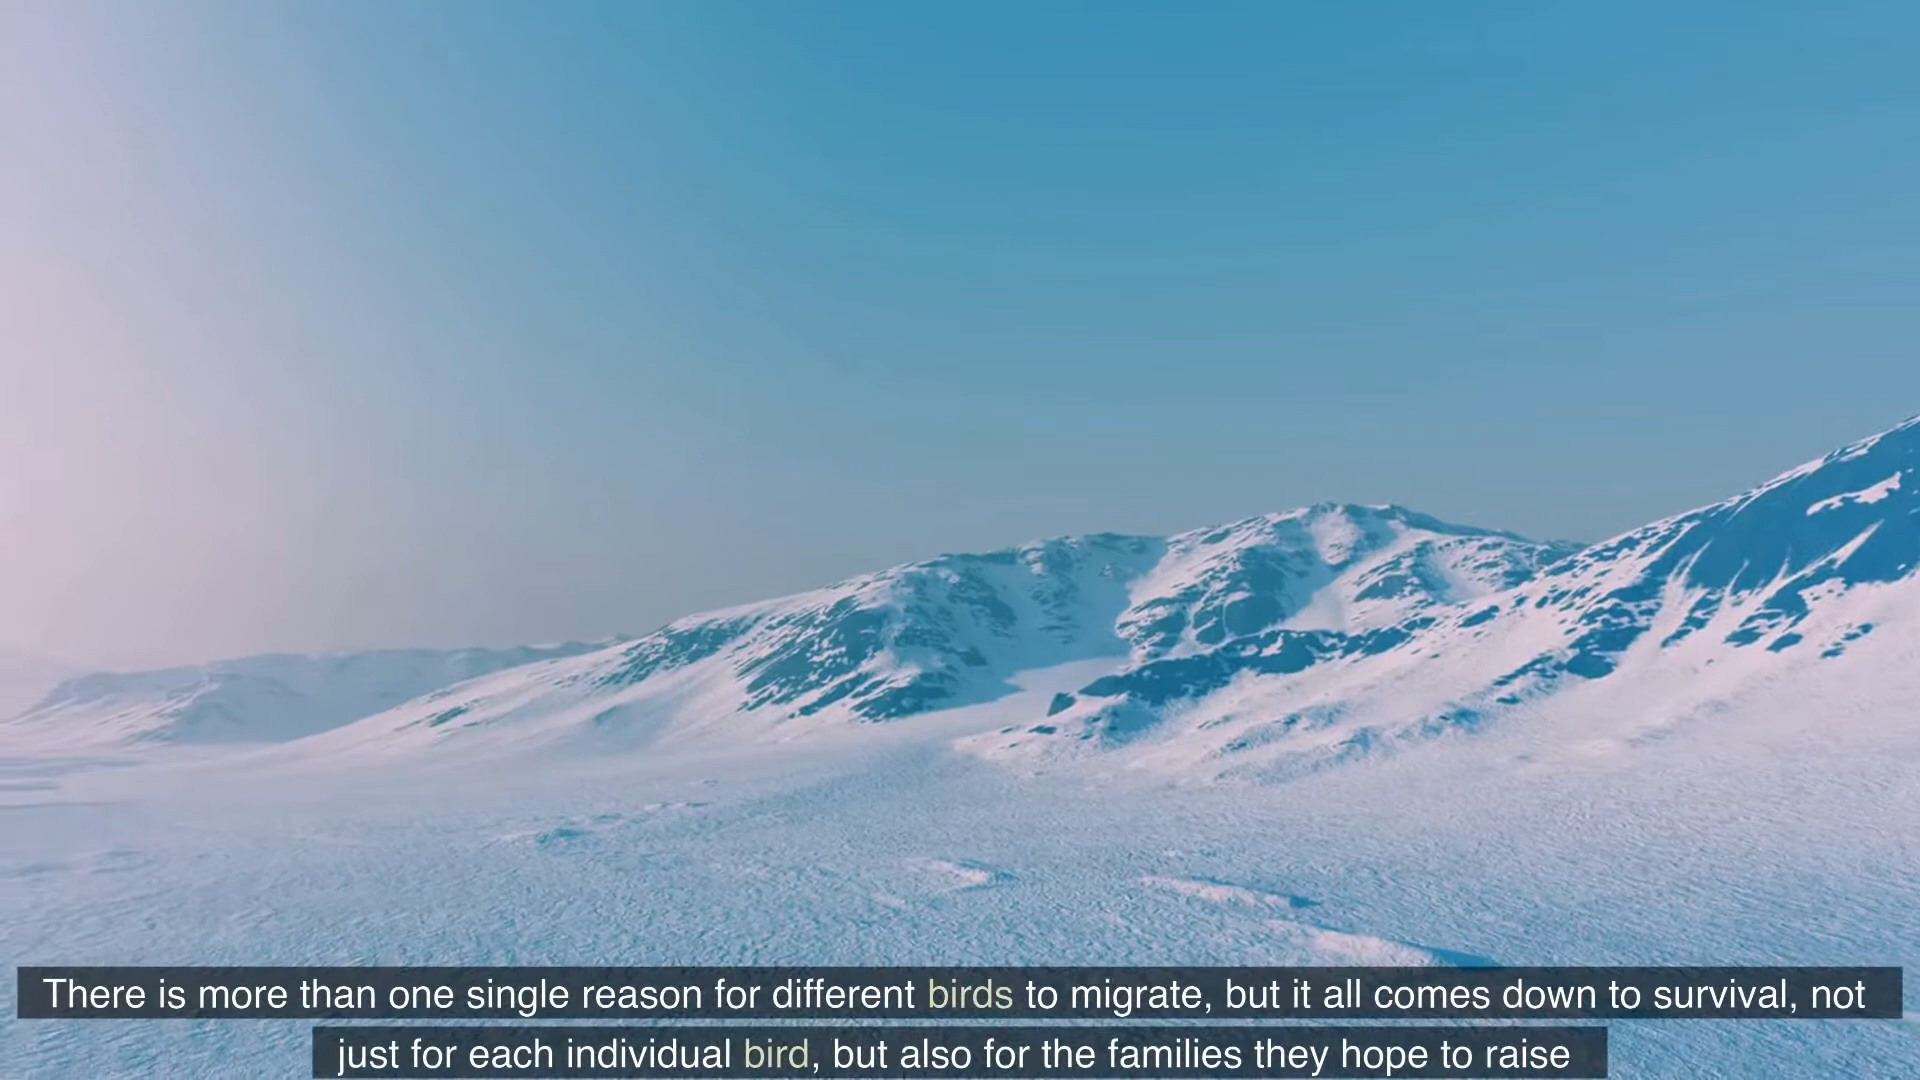 There is more than one single reason for different birds to migrate, but it all comes down to survival, not
just for each individual bird, but also for the families they hope to raise